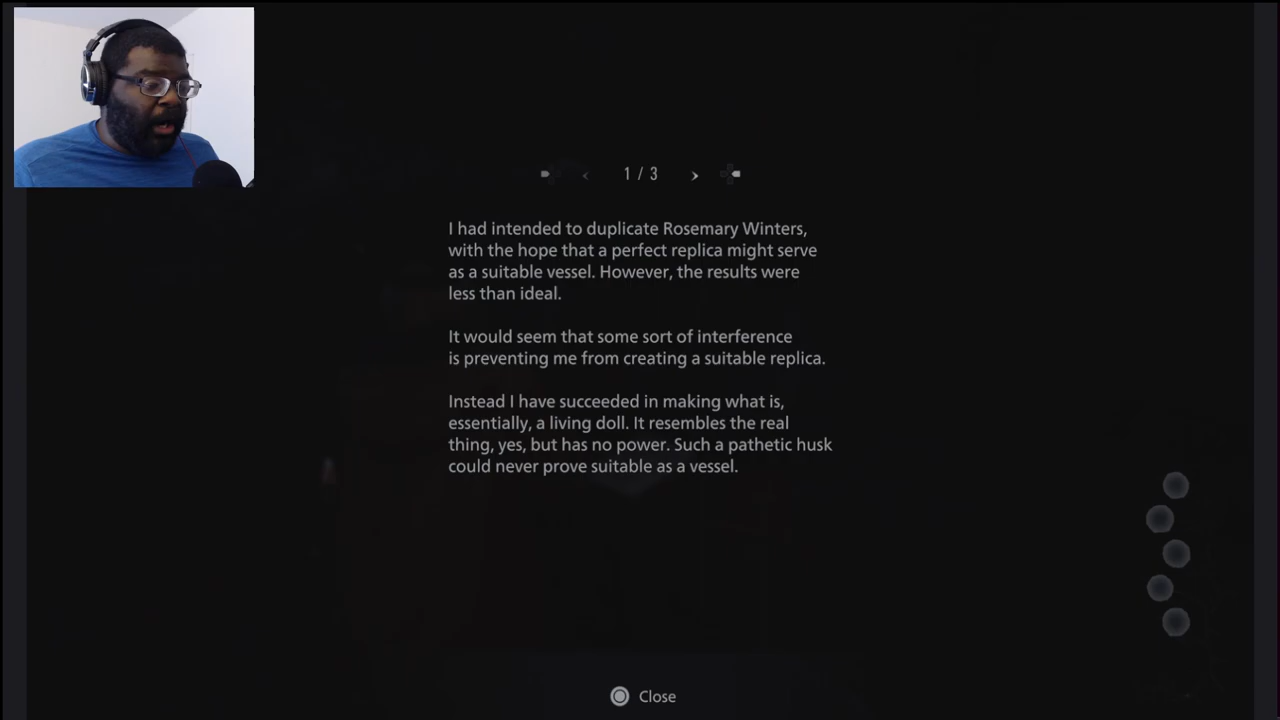 1 / 3
I had intended to duplicate Rosemary Winters,
with the hope that a perfect replica might serve
as a suitable vessel. However, the results were
less than ideal.
It would seem that some sort of interference
is preventing me from creating a suitable replica.
Instead I have succeeded in making what is,
essentially, a living doll. It resembles the real
thing, yes, but has no power. Such a pathetic husk
could never prove suitable as a vessel.
Close